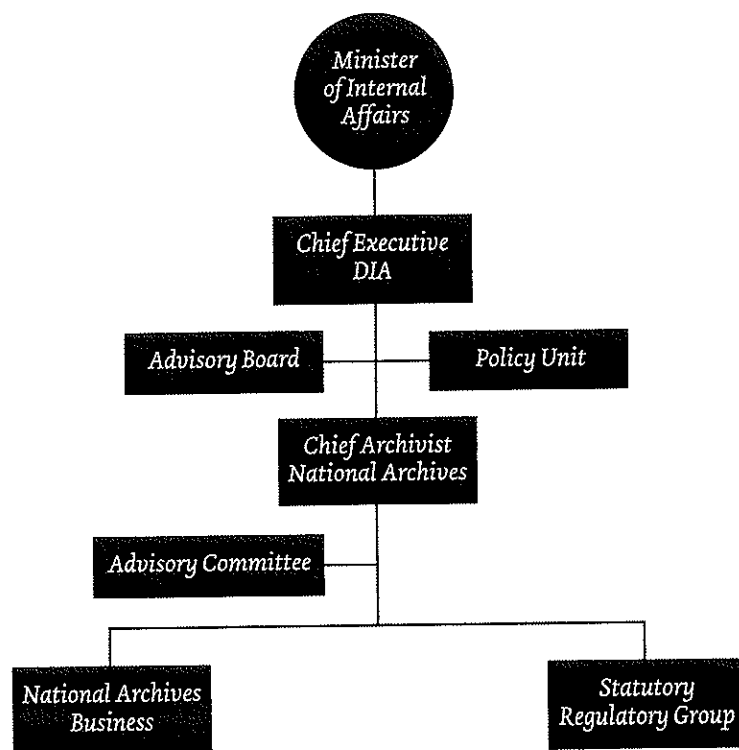 Minister
of Internal
Affairs
Chief Executive
DIA
Advisory Board
Policy Unit
Chief Archivist
National Archives
Advisory Committee
National Archives
Business
Statutory
Regulatory Group